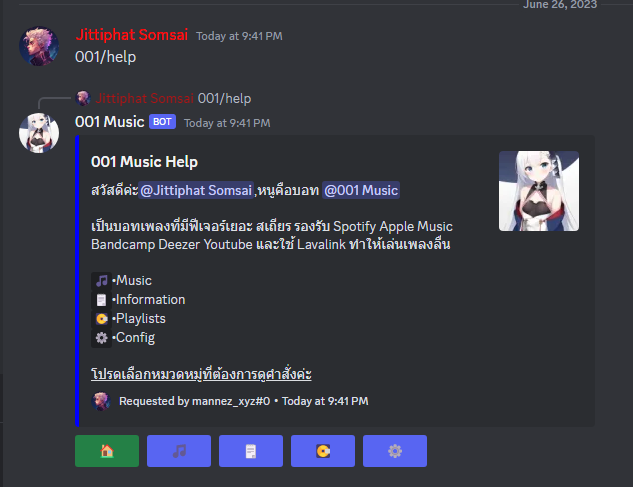 June 26, 2023
Jittiphat Somsai Today at 9:41 PM
001/help
Jittiphat Somsai 001/help
001 Music BOT Today at 9:41 PM
001 Music Help
สวัสดีค่ะ@Jittiphat Somsai,หนูคือบอท @001 Music
เป็นบอทเพลงที่มีฟีเจอร์เยอะ สเถียร รองรับ Spotify Apple Music
Bandcamp Deezer Youtube และใช้ Lavalink ทำให้เล่นเพลงลื่น
•Music
•Information
•Playlists
•Config
โปรดเลือกหมวดหมู่ที่ต้องการดูคำสั่งค่ะ
Requested by mannez_xyz#0 • Today at 9:41 PM